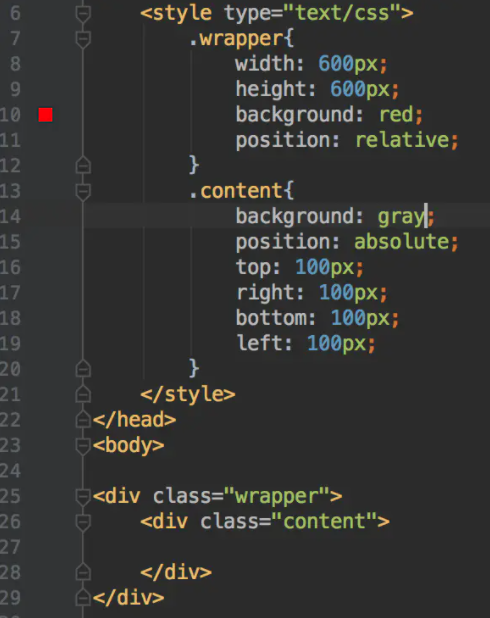 6 <style type="text/css">
7 .wrapper{
8 width: 600px;
9 height: 600px;
10 background: red;
11 position: relative;
12 }
13 .content{
14 background: gray;
15 position: absolute;
16 top: 100px;
17 right: 100px;
18 bottom: 100px;
19 left: 100px;
20 }
21 </style>
22 </head>
23 <body>
24
25 <div class="wrapper">
26 <div class="content">
27
28 </div>
29 </div>